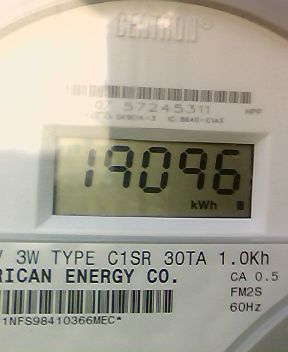 CENTRON®
07 57245311
HPP
19096
kWh
V 3W TYPE C1SR 30TA 1.0Kh
RICAN ENERGY CO. CA 0.5
FM2S
1NFS98410366MEC* 60Hz